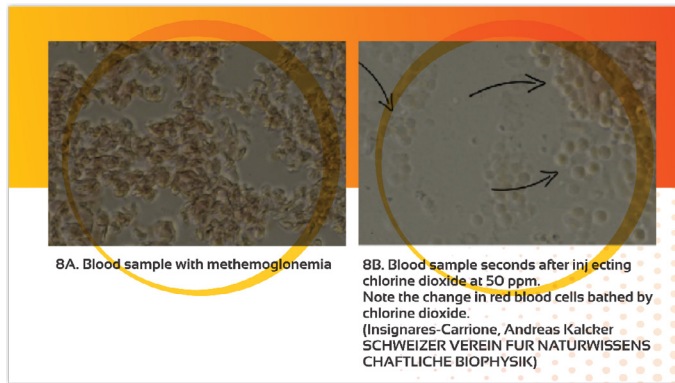 8A. Blood sample with methemoglonemia
8B. Blood sample seconds after inj ecting
chlorine dioxide at 50 ppm.
Note the change in red blood cells bathed by
chlorine dioxide.
(Insignares-Carrione, Andreas Kalcker
SCHWEIZER VEREIN FUR NATURWISSENS
CHAFTLICHE BIOPHYSIK)